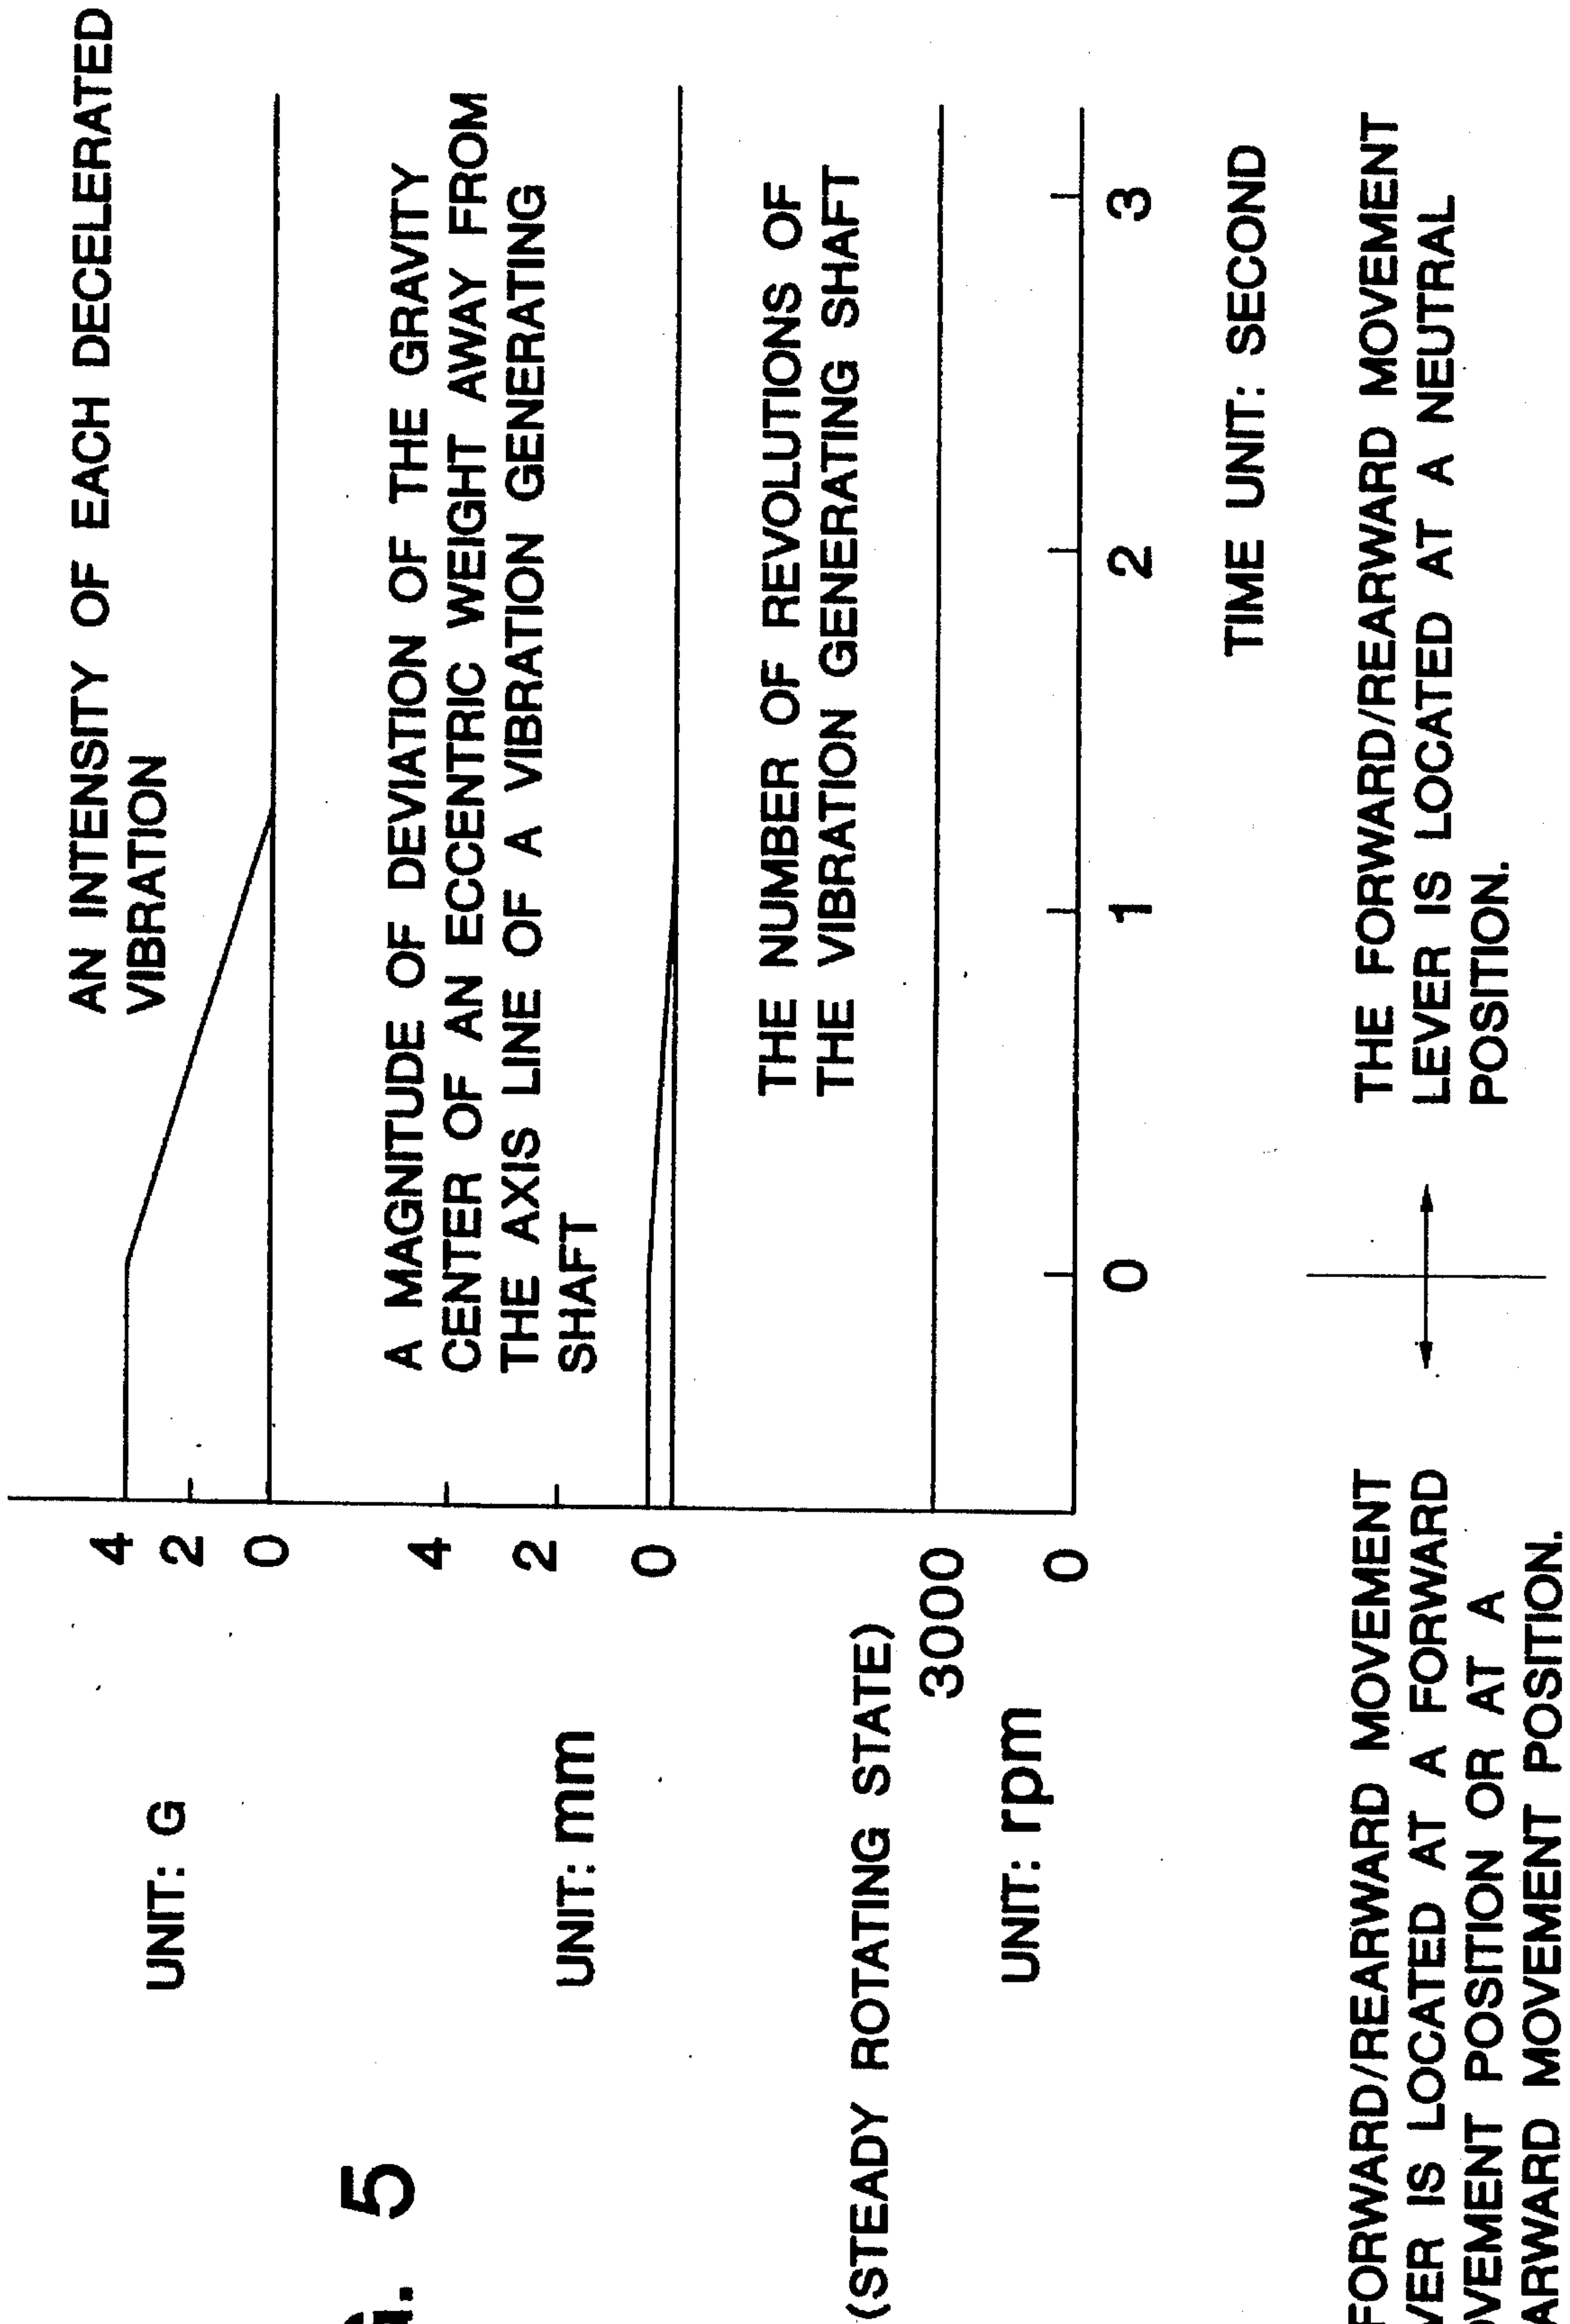 5
AN INTENSITY OF EACH DECELERATED
VIBRATION
4
2
0
UNIT: G
A MAGNITUDE OF DEVIATION OF THE GRAVITY
CENTER OF AN ECCENTRIC WEIGHT AWAY FROM
THE AXIS LINE OF A VIBRATION GENERATING
SHAFT
4
2
0
UNIT: mm
THE NUMBER OF REVOLUTIONS OF
THE VIBRATION GENERATING SHAFT
(STEADY ROTATING STATE)
3000
0
UNIT: rpm
0 1 2 3
TIME UNIT: SECOND
FORWARD/REARWARD MOVEMENT
IS LOCATED AT A FORWARD
POSITION OR AT A
MOVEMENT POSITION.
THE FORWARD/REARWARD MOVEMENT
LEVER IS LOCATED AT A NEUTRAL
POSITION.